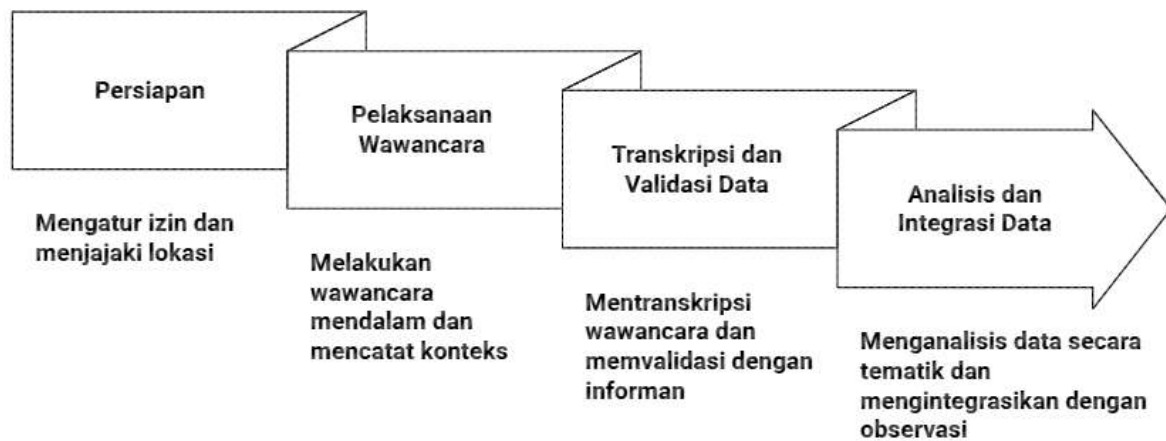 Persiapan
Mengatur izin dan
menjajaki lokasi
Pelaksanaan
Wawancara
Melakukan
wawancara
mendalam dan
mencatat konteks
Transkripsi dan
Validasi Data
Mentranskripsi
wawancara dan
memvalidasi dengan
informan
Analisis dan
Integrasi Data
Menganalisis data secara
tematik dan
mengintegrasikan dengan
observasi